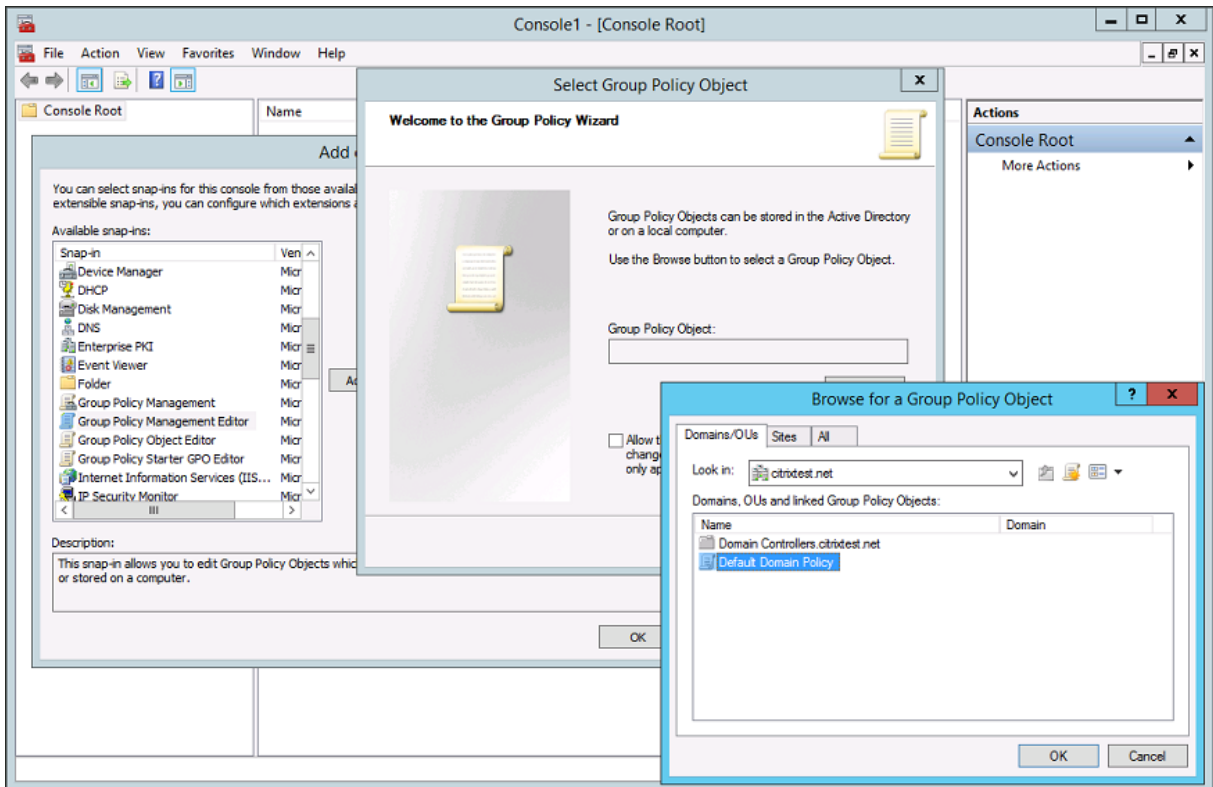 Console1 - [Console Root]
File Action View Favorites Window Help
Console Root
Name
Actions
Console Root
More Actions
Add
You can select snap-ins for this console from those
extensible snap-ins, you can configure which extensions
Available snap-ins:
Snap-in Ven
Device Manager Micr
DHCP Micr
Disk Management Micr
DNS Micr
Enterprise PKI Micr
Event Viewer Micr
Folder Micr
Group Policy Management Micr
Group Policy Management Editor Micr
Group Policy Object Editor Micr
Group Policy Starter GPO Editor Micr
Internet Information Services (IIS... Micr
IP Security Monitor Micr
Description:
This snap-in allows you to edit Group Policy Objects whic
or stored on a computer.
OK
Select Group Policy Object
Welcome to the Group Policy Wizard
Group Policy Objects can be stored in the Active Directory
or on a local computer.
Use the Browse button to select a Group Policy Object.
Group Policy Object:
Allow t
change
only ap
Browse for a Group Policy Object
Domains/OUs Sites All
Look in: citrixtest.net
Domains, OUs and linked Group Policy Objects:
Name Domain
Domain Controllers.citrixtest.net
Default Domain Policy
OK Cancel